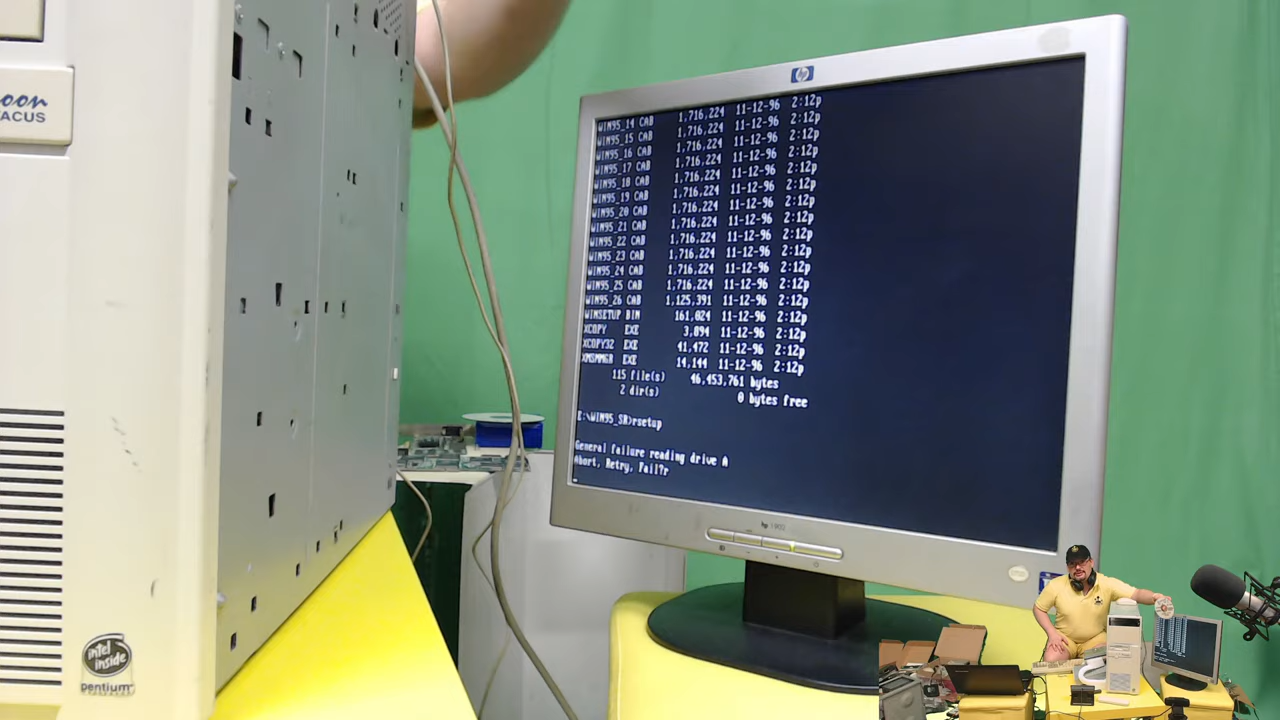 oon
ACUS
intel
inside
pentium
hp
WIN95_14 CAB 1,716,224 11-12-96 2:12p
WIN95_15 CAB 1,716,224 11-12-96 2:12p
WIN95_16 CAB 1,716,224 11-12-96 2:12p
WIN95_17 CAB 1,716,224 11-12-96 2:12p
WIN95_18 CAB 1,716,224 11-12-96 2:12p
WIN95_19 CAB 1,716,224 11-12-96 2:12p
WIN95_20 CAB 1,716,224 11-12-96 2:12p
WIN95_21 CAB 1,716,224 11-12-96 2:12p
WIN95_22 CAB 1,716,224 11-12-96 2:12p
WIN95_23 CAB 1,716,224 11-12-96 2:12p
WIN95_24 CAB 1,716,224 11-12-96 2:12p
WIN95_25 CAB 1,716,224 11-12-96 2:12p
WIN95_26 CAB 1,125,391 11-12-96 2:12p
WINSETUP BIN 161,024 11-12-96 2:12p
XCOPY EXE 3,094 11-12-96 2:12p
XCOPY32 EXE 41,472 11-12-96 2:12p
XMSMMGR EXE 14,144 11-12-96 2:12p
115 file(s) 46,453,761 bytes
2 dir(s) 0 bytes free
E:\WIN95_SR>rsetup
General failure reading drive A
Abort, Retry, Fail?r
hp